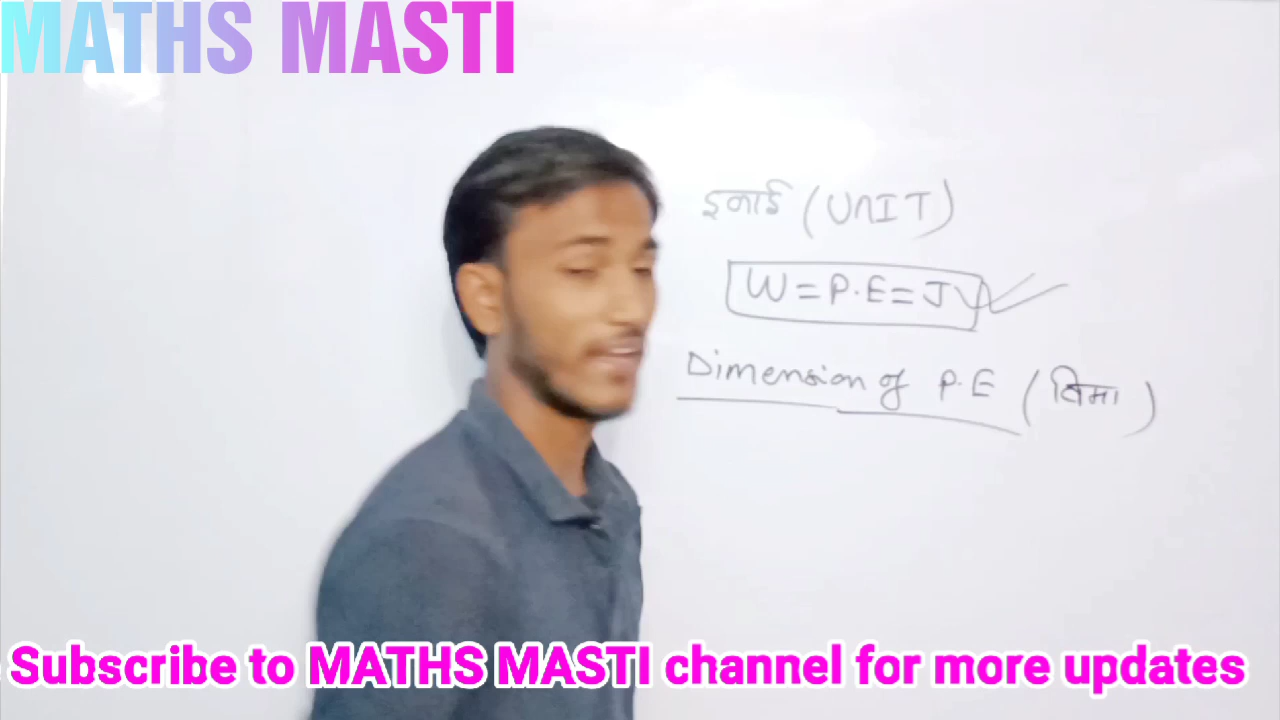 MATHS MASTI
इकाई (UNIT)
W=P.E=J
Dimension of P.E (विमा)
Subscribe to MATHS MASTI channel for more updates